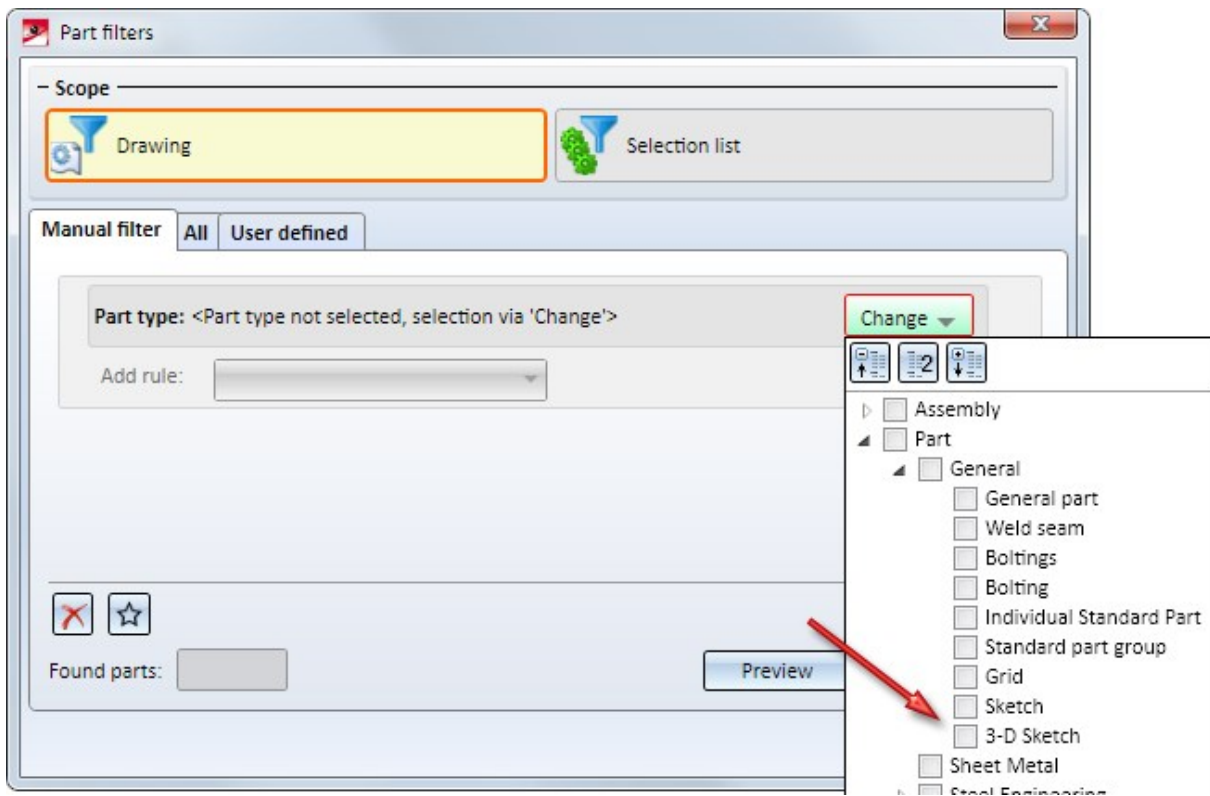 Part filters
Scope
Drawing
Selection list
Manual filter
All
User defined
Part type: <Part type not selected, selection via 'Change'>
Change
Add rule:
2
Assembly
Part
General
General part
Weld seam
Boltings
Bolting
Individual Standard Part
Standard part group
Grid
Sketch
3-D Sketch
Sheet Metal
Steel Engineering
Found parts:
Preview